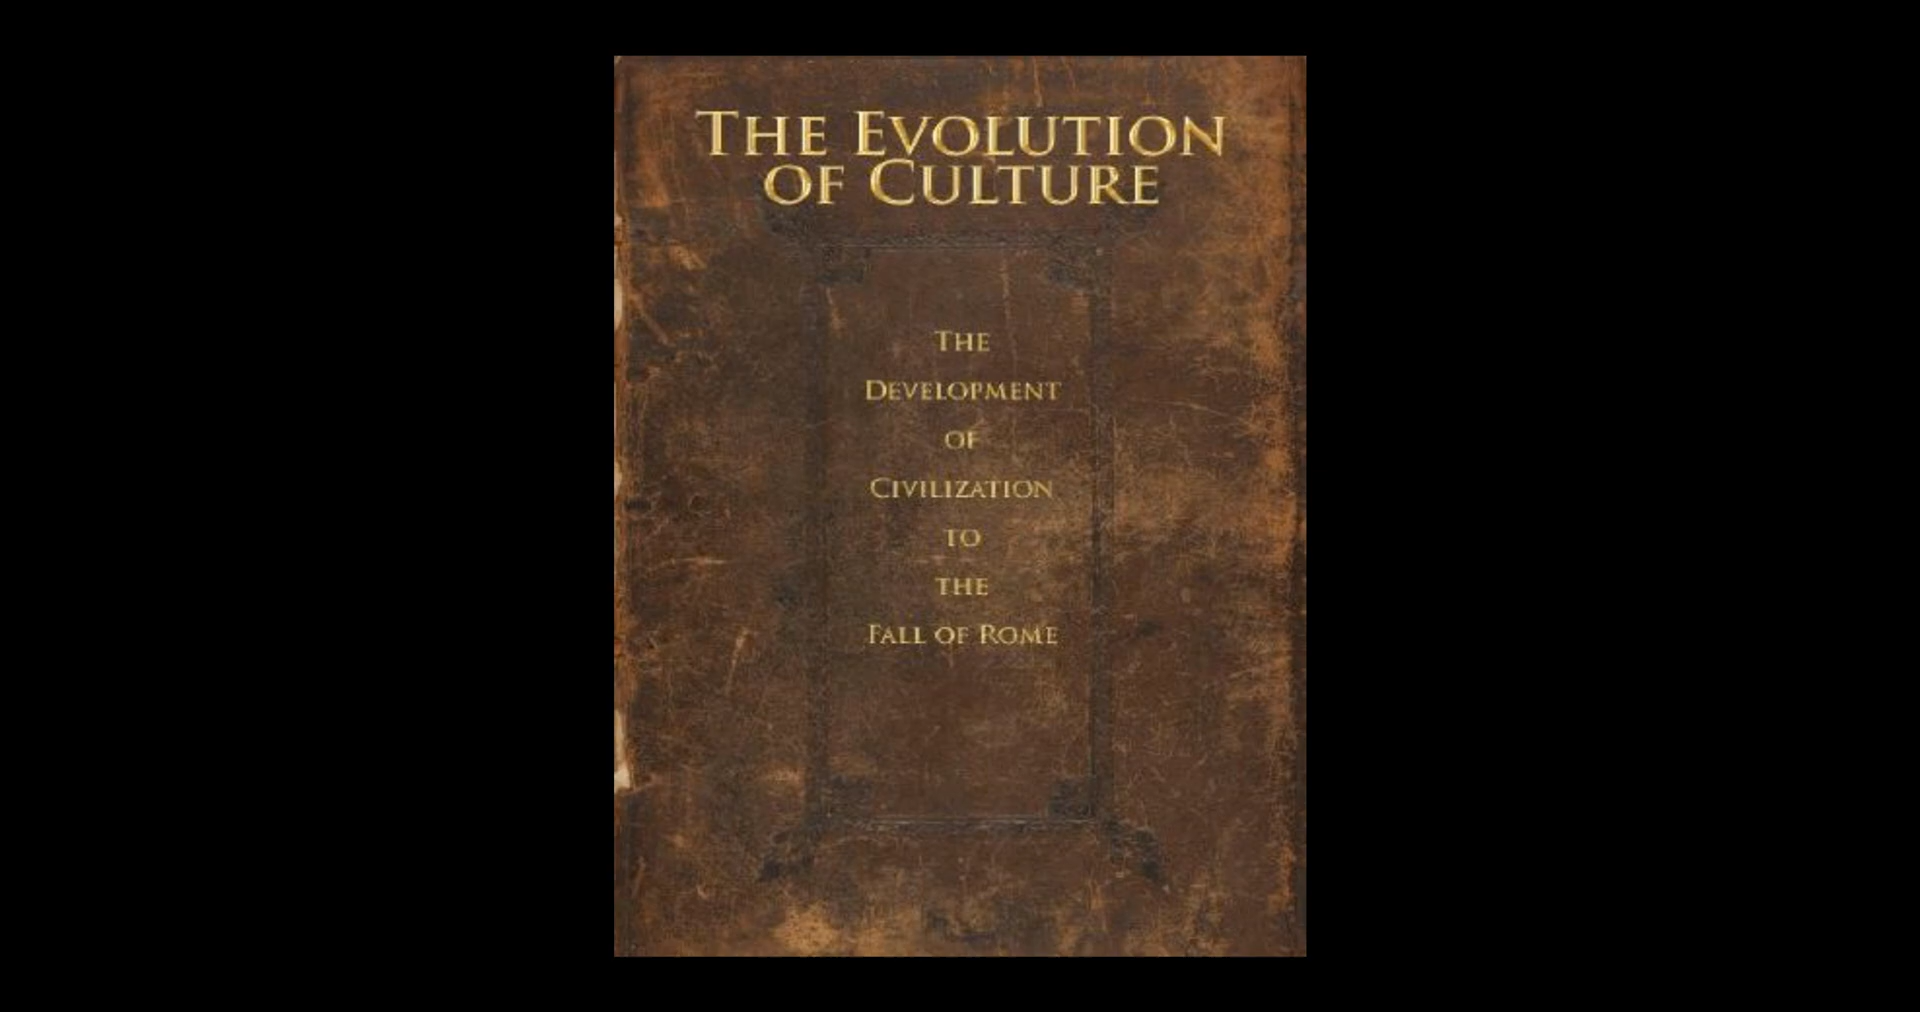 The Evolution
of Culture
The
Development
of
Civilization
to
the
Fall of Rome